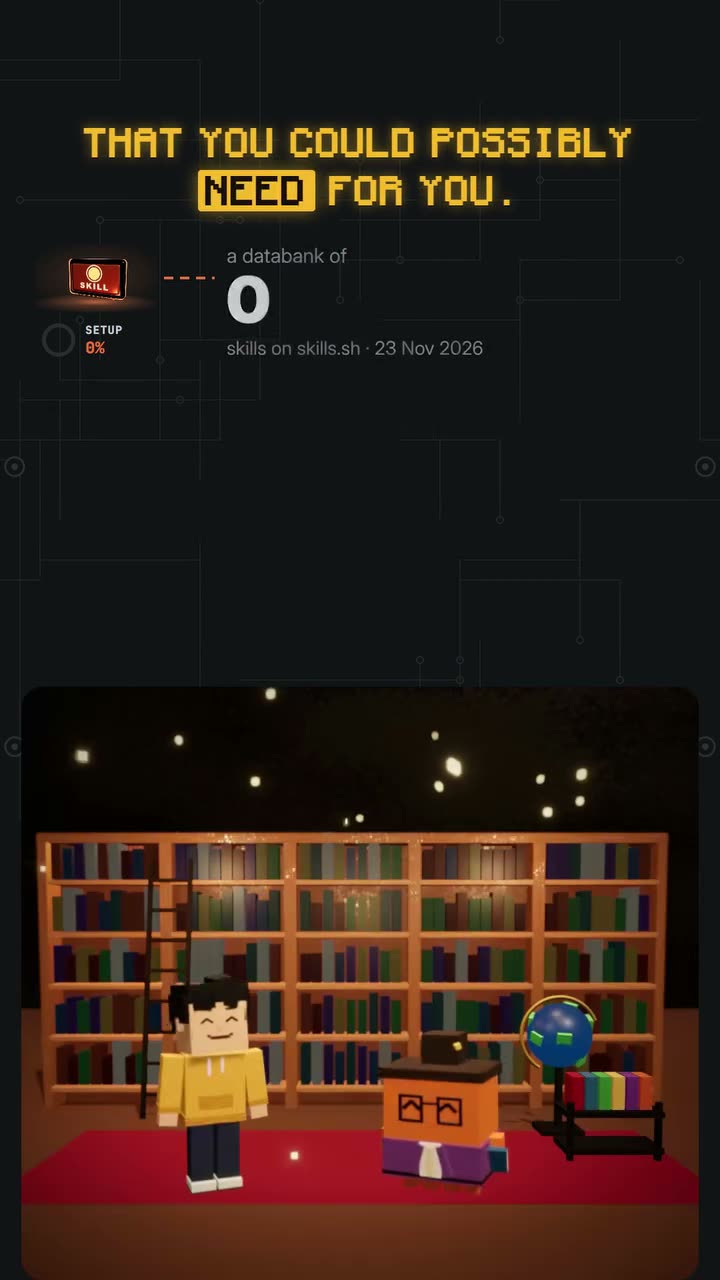 THAT YOU COULD POSSIBLY
NEED FOR YOU.
a databank of
0
SKILL
SETUP
0%
skills on skills.sh · 23 Nov 2026